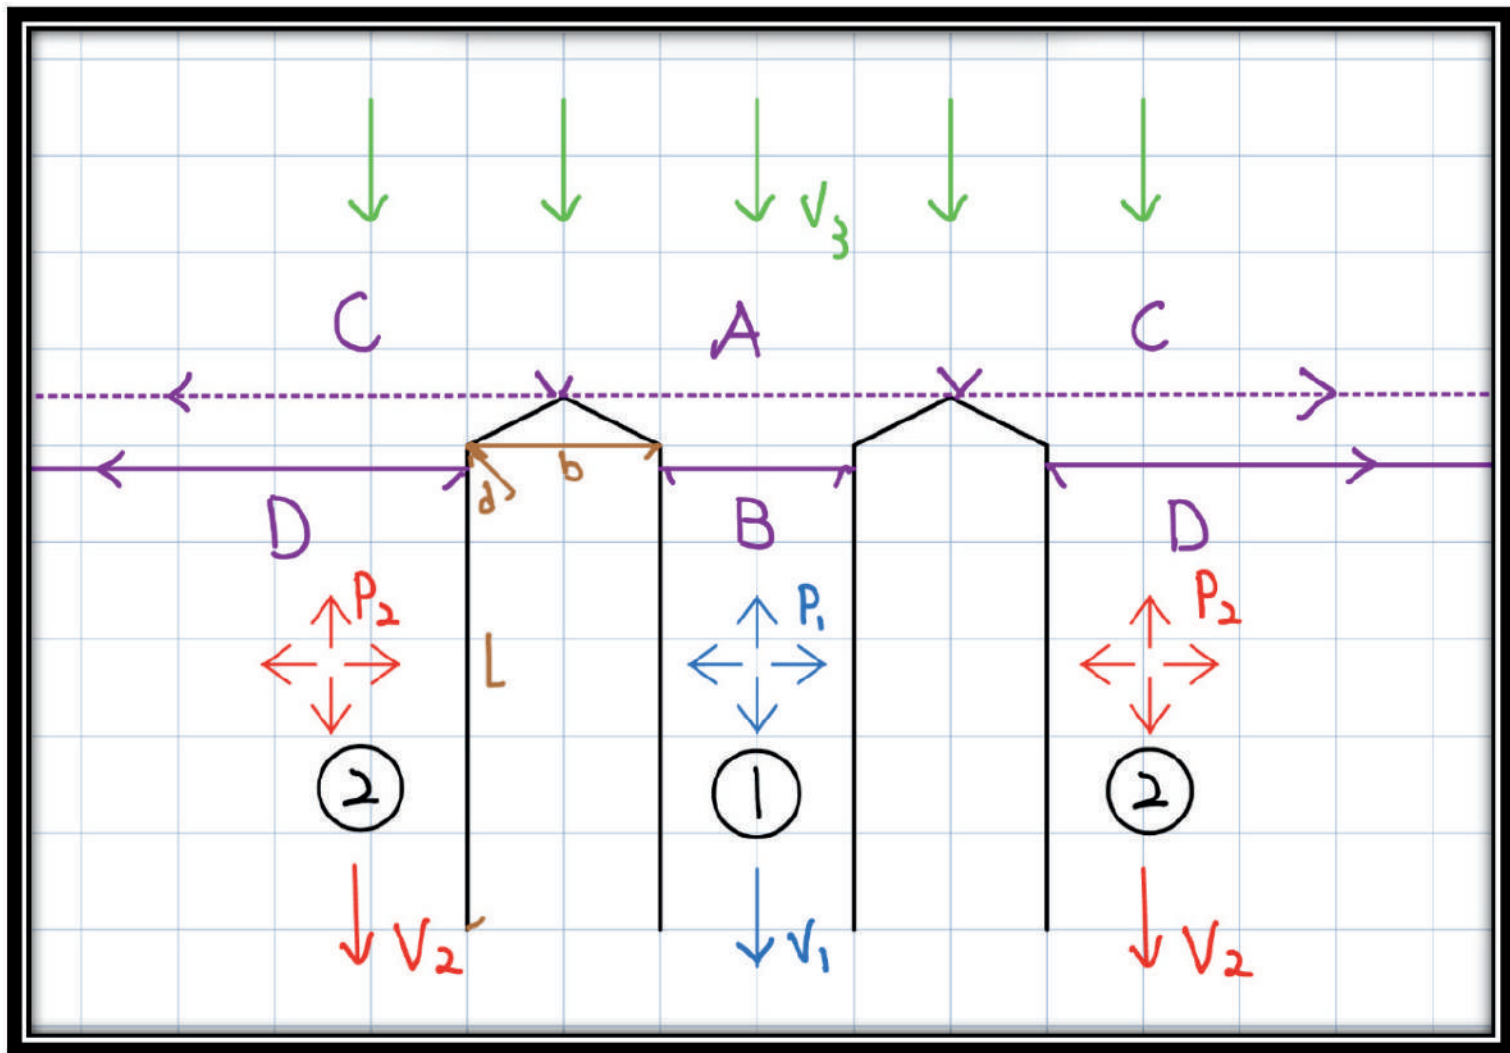 V₃
C A C
d b
D B D
P₂ P₁ P₂
L
② ① ②
V₂ V₁ V₂